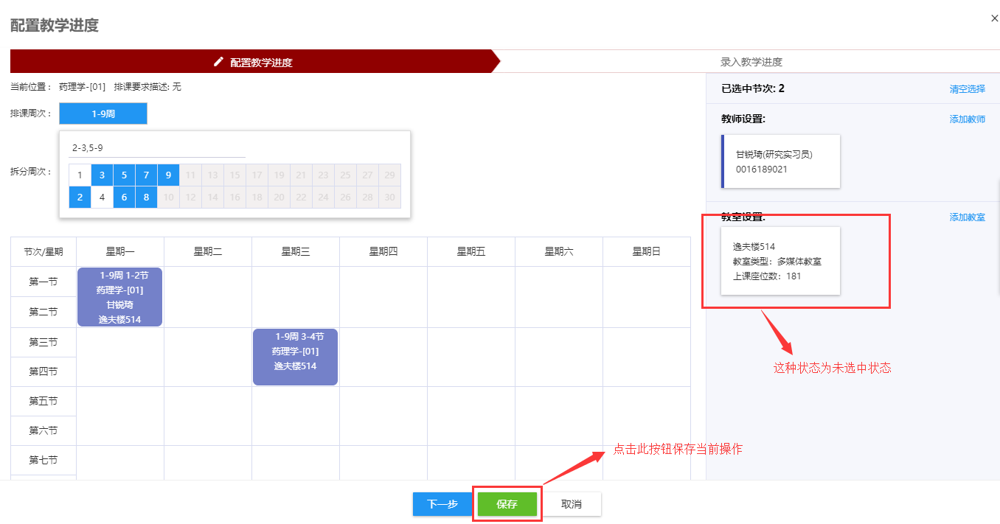 配置教学进度
×
配置教学进度
录入教学进度
当前位置： 药理学-[01] 排课要求描述: 无
排课周次：
1-9周
拆分周次：
2-3,5-9
1 3 5 7 9 11 13 15 17 19 21 23 25 27 29
2 4 6 8 10 12 14 16 18 20 22 24 26 28 30
节次/星期 星期一 星期二 星期三 星期四 星期五 星期六 星期日
第一节
第二节
第三节
第四节
第五节
第六节
第七节
1-9周 1-2节
药理学-[01]
甘锐琦
逸夫楼514
1-9周 3-4节
药理学-[01]
逸夫楼514
已选中节次: 2
清空选择
教师设置:
添加教师
甘锐琦(研究实习员)
0016189021
教室设置:
添加教室
逸夫楼514
教室类型：多媒体教室
上课座位数：181
这种状态为未选中状态
点击此按钮保存当前操作
下一步
保存
取消